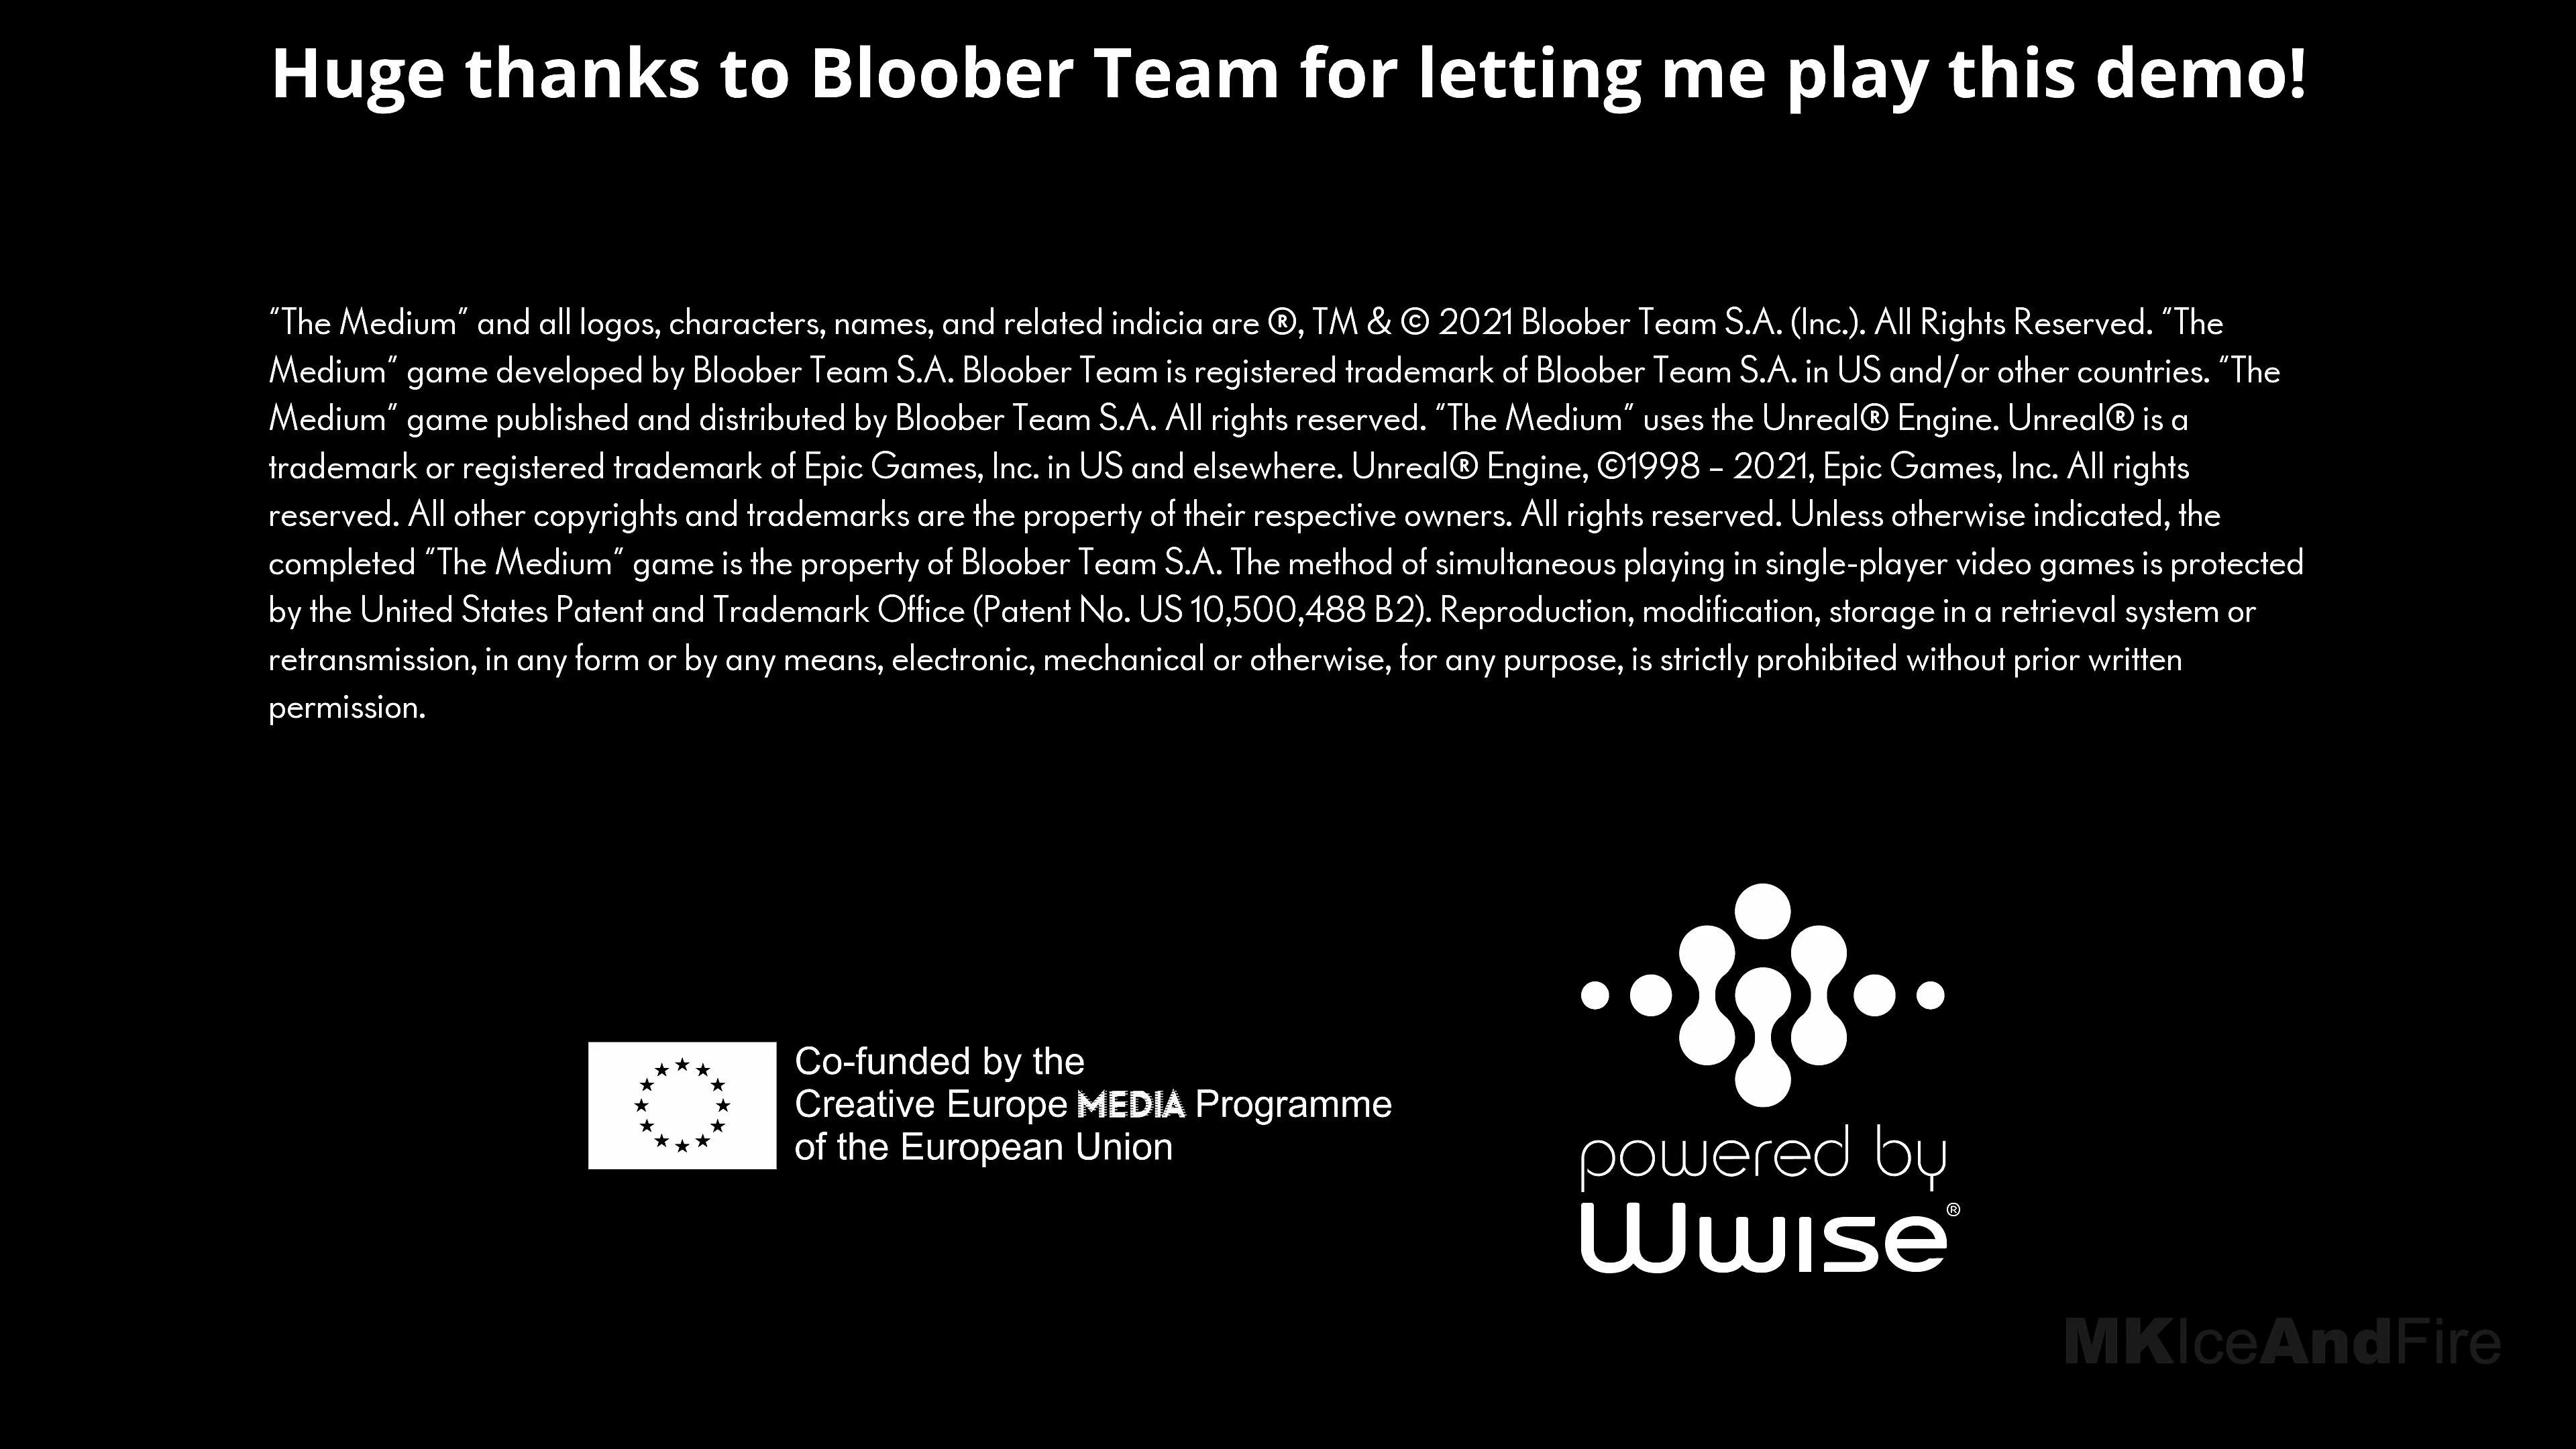 Huge thanks to Bloober Team for letting me play this demo!
“The Medium” and all logos, characters, names, and related indicia are ®, TM & © 2021 Bloober Team S.A. (Inc.). All Rights Reserved. “The
Medium” game developed by Bloober Team S.A. Bloober Team is registered trademark of Bloober Team S.A. in US and/or other countries. “The
Medium” game published and distributed by Bloober Team S.A. All rights reserved. “The Medium” uses the Unreal® Engine. Unreal® is a
trademark or registered trademark of Epic Games, Inc. in US and elsewhere. Unreal® Engine, ©1998 – 2021, Epic Games, Inc. All rights
reserved. All other copyrights and trademarks are the property of their respective owners. All rights reserved. Unless otherwise indicated, the
completed “The Medium” game is the property of Bloober Team S.A. The method of simultaneous playing in single-player video games is protected
by the United States Patent and Trademark Office (Patent No. US 10,500,488 B2). Reproduction, modification, storage in a retrieval system or
retransmission, in any form or by any means, electronic, mechanical or otherwise, for any purpose, is strictly prohibited without prior written
permission.
Co-funded by the
Creative Europe MEDIA Programme
of the European Union
powered by
Wwise®
MKIceAndFire